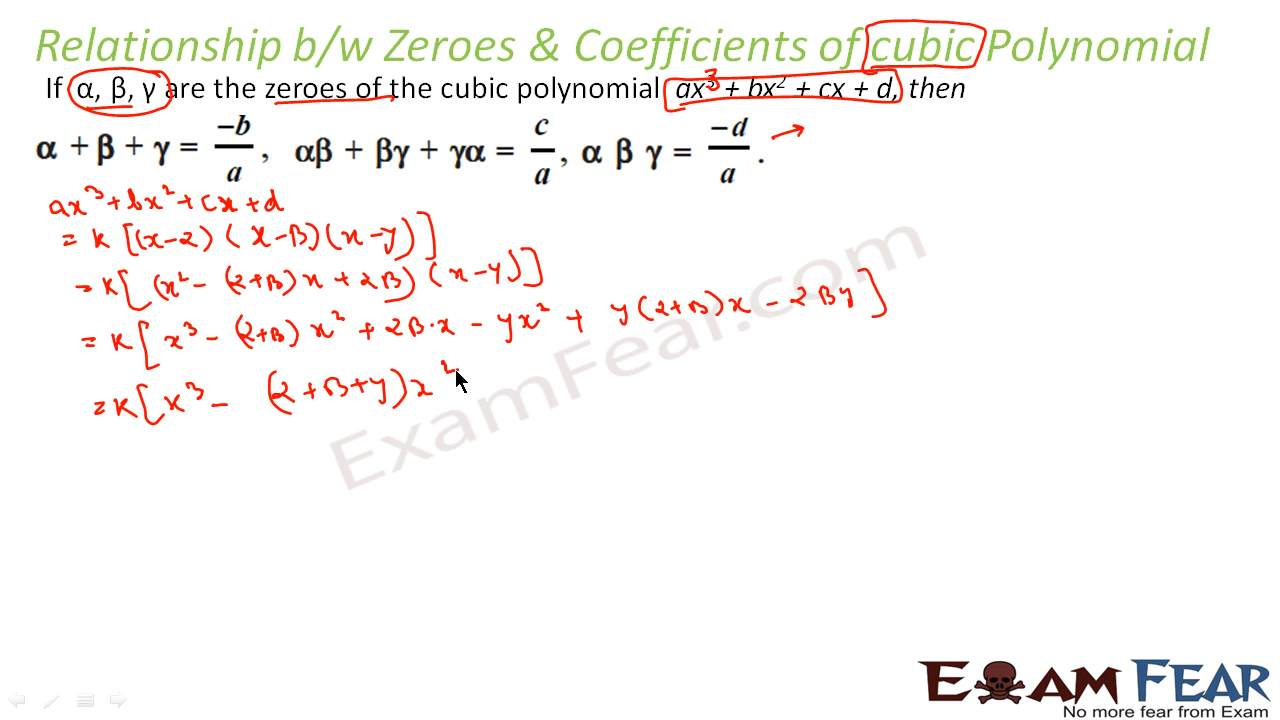 Relationship b/w Zeroes & Coefficients of cubic Polynomial
If α, β, γ are the zeroes of the cubic polynomial ax³ + bx² + cx + d, then
α + β + γ = −b/a, αβ + βγ + γα = c/a, α β γ = −d/a.
ax³+bx²+cx+d
= K [(x−α) (x−β)(x−γ)]
= K[(x² − (α+β)x + αβ) (x−γ)]
= K[x³ − (α+β) x² + αβ·x − γx² + γ(α+β)x − αβγ]
= K[x³ − (α+β+γ)x²
ExamFear.com
EXAM FEAR
No more fear from Exam